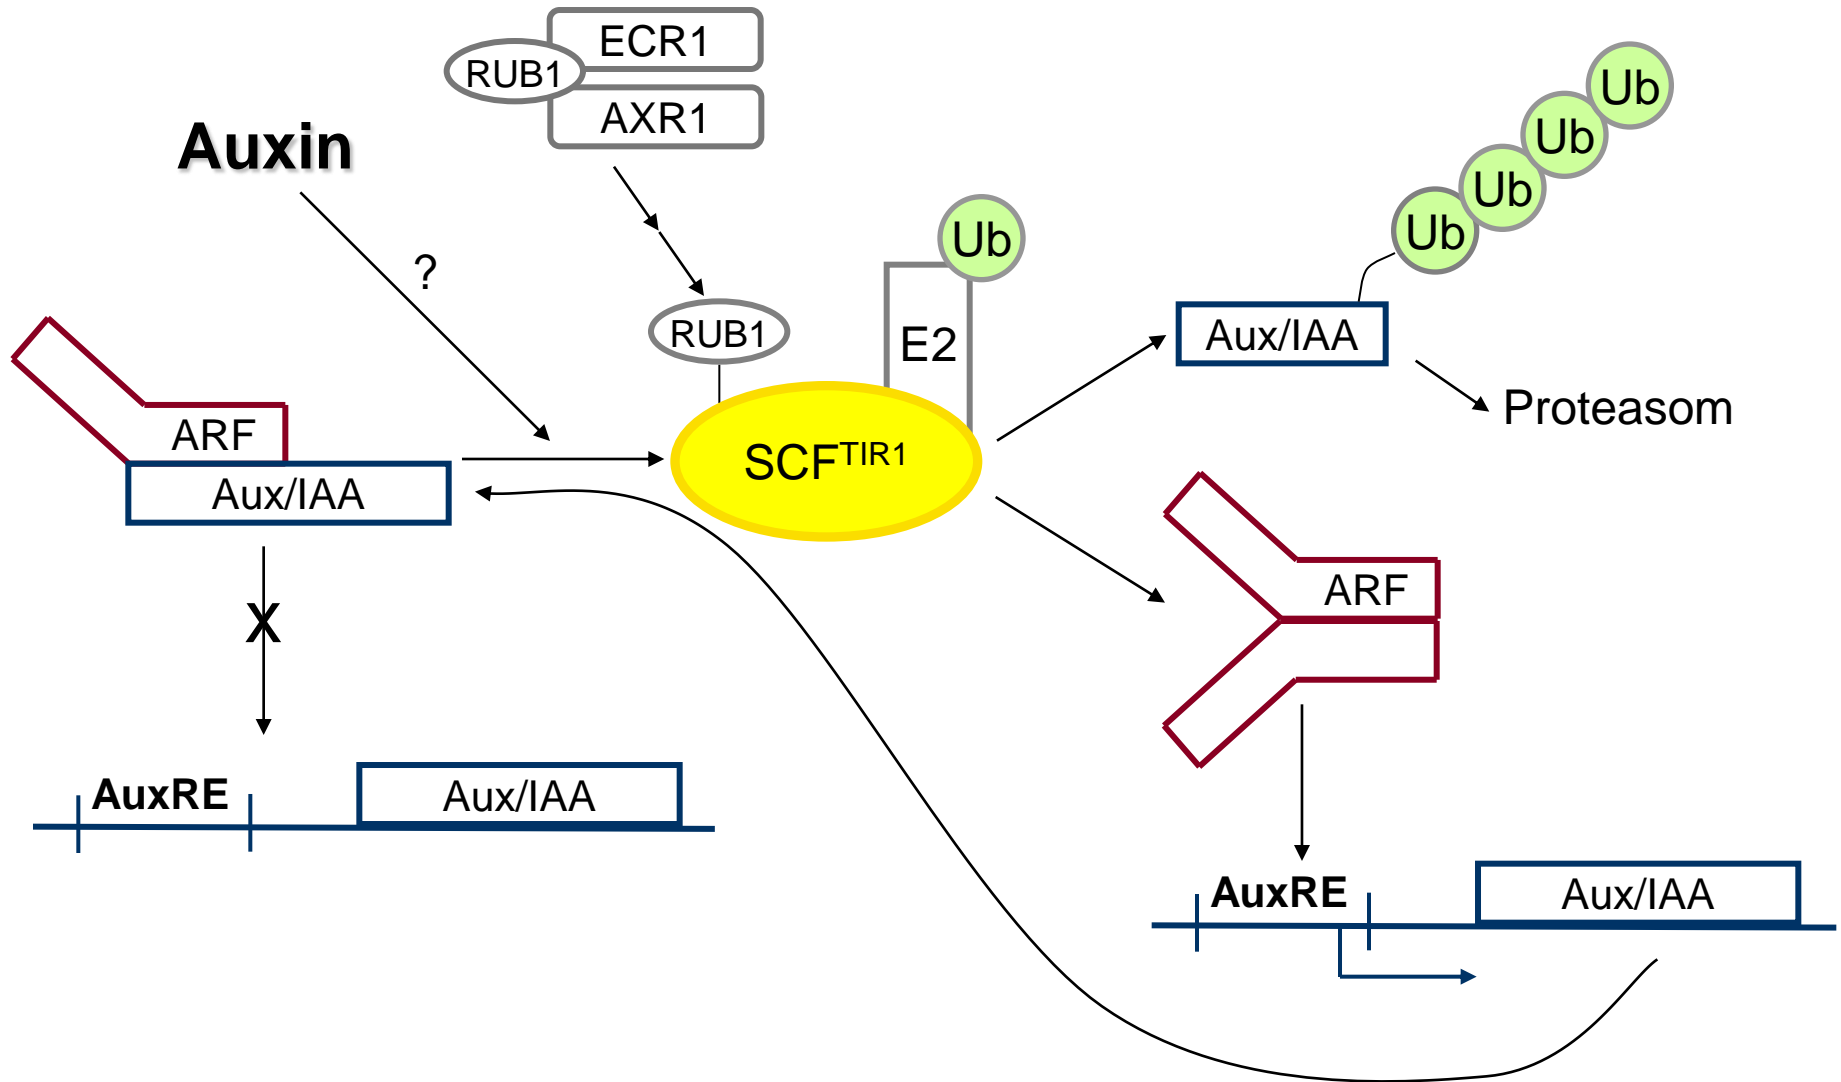 ECR1
RUB1
AXR1
Auxin
Ub
Ub
Ub
Ub
Ub
?
RUB1
E2
Aux/IAA
Proteasom
ARF
Aux/IAA
SCFTIR1
ARF
X
AuxRE
Aux/IAA
AuxRE
Aux/IAA